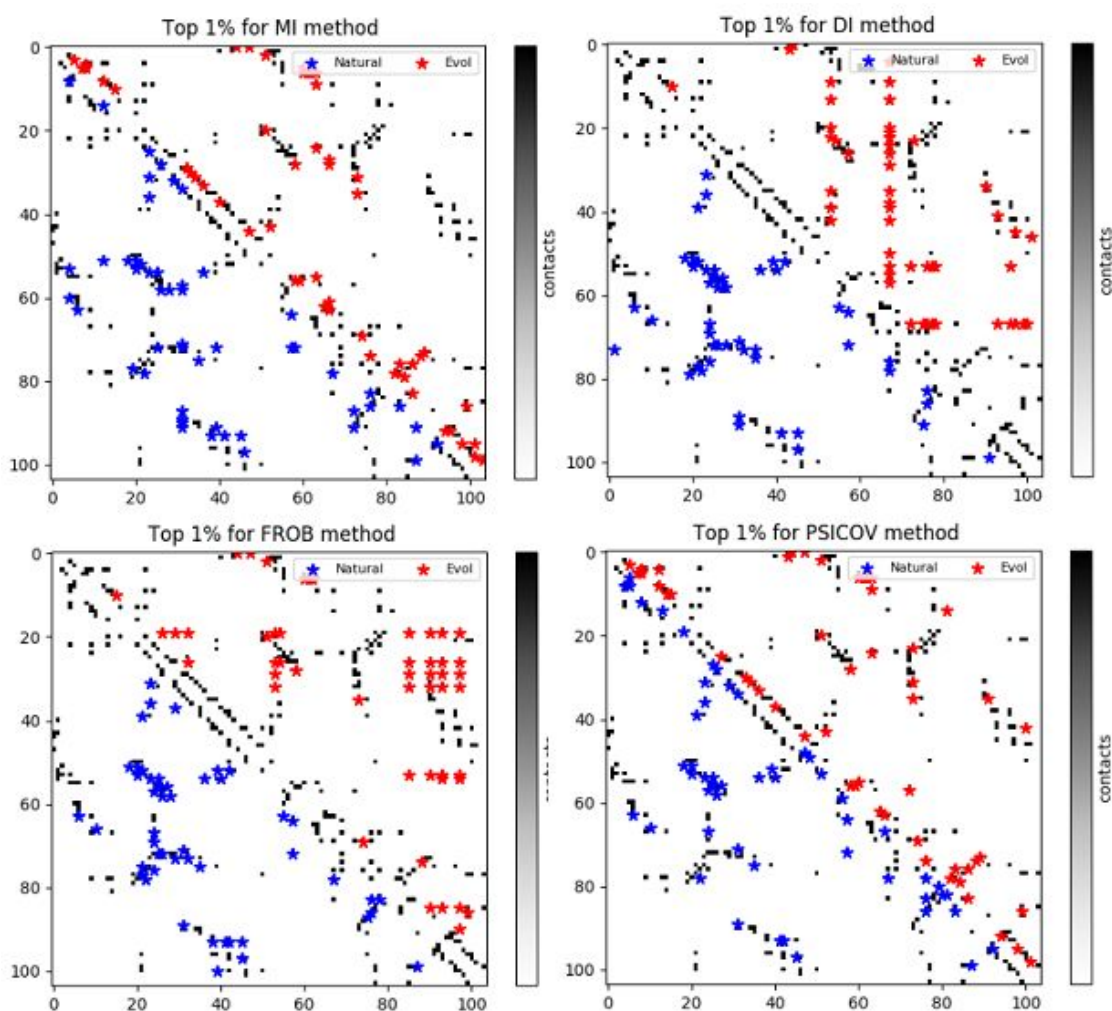 Top 1% for MI method
Natural Evol
0
20
40
60
80
100
0 20 40 60 80 100
contacts
Top 1% for DI method
Natural Evol
0
20
40
60
80
100
0 20 40 60 80 100
contacts
Top 1% for FROB method
Natural Evol
0
20
40
60
80
100
0 20 40 60 80 100
Top 1% for PSICOV method
Natural Evol
0
20
40
60
80
100
0 20 40 60 80 100
contacts